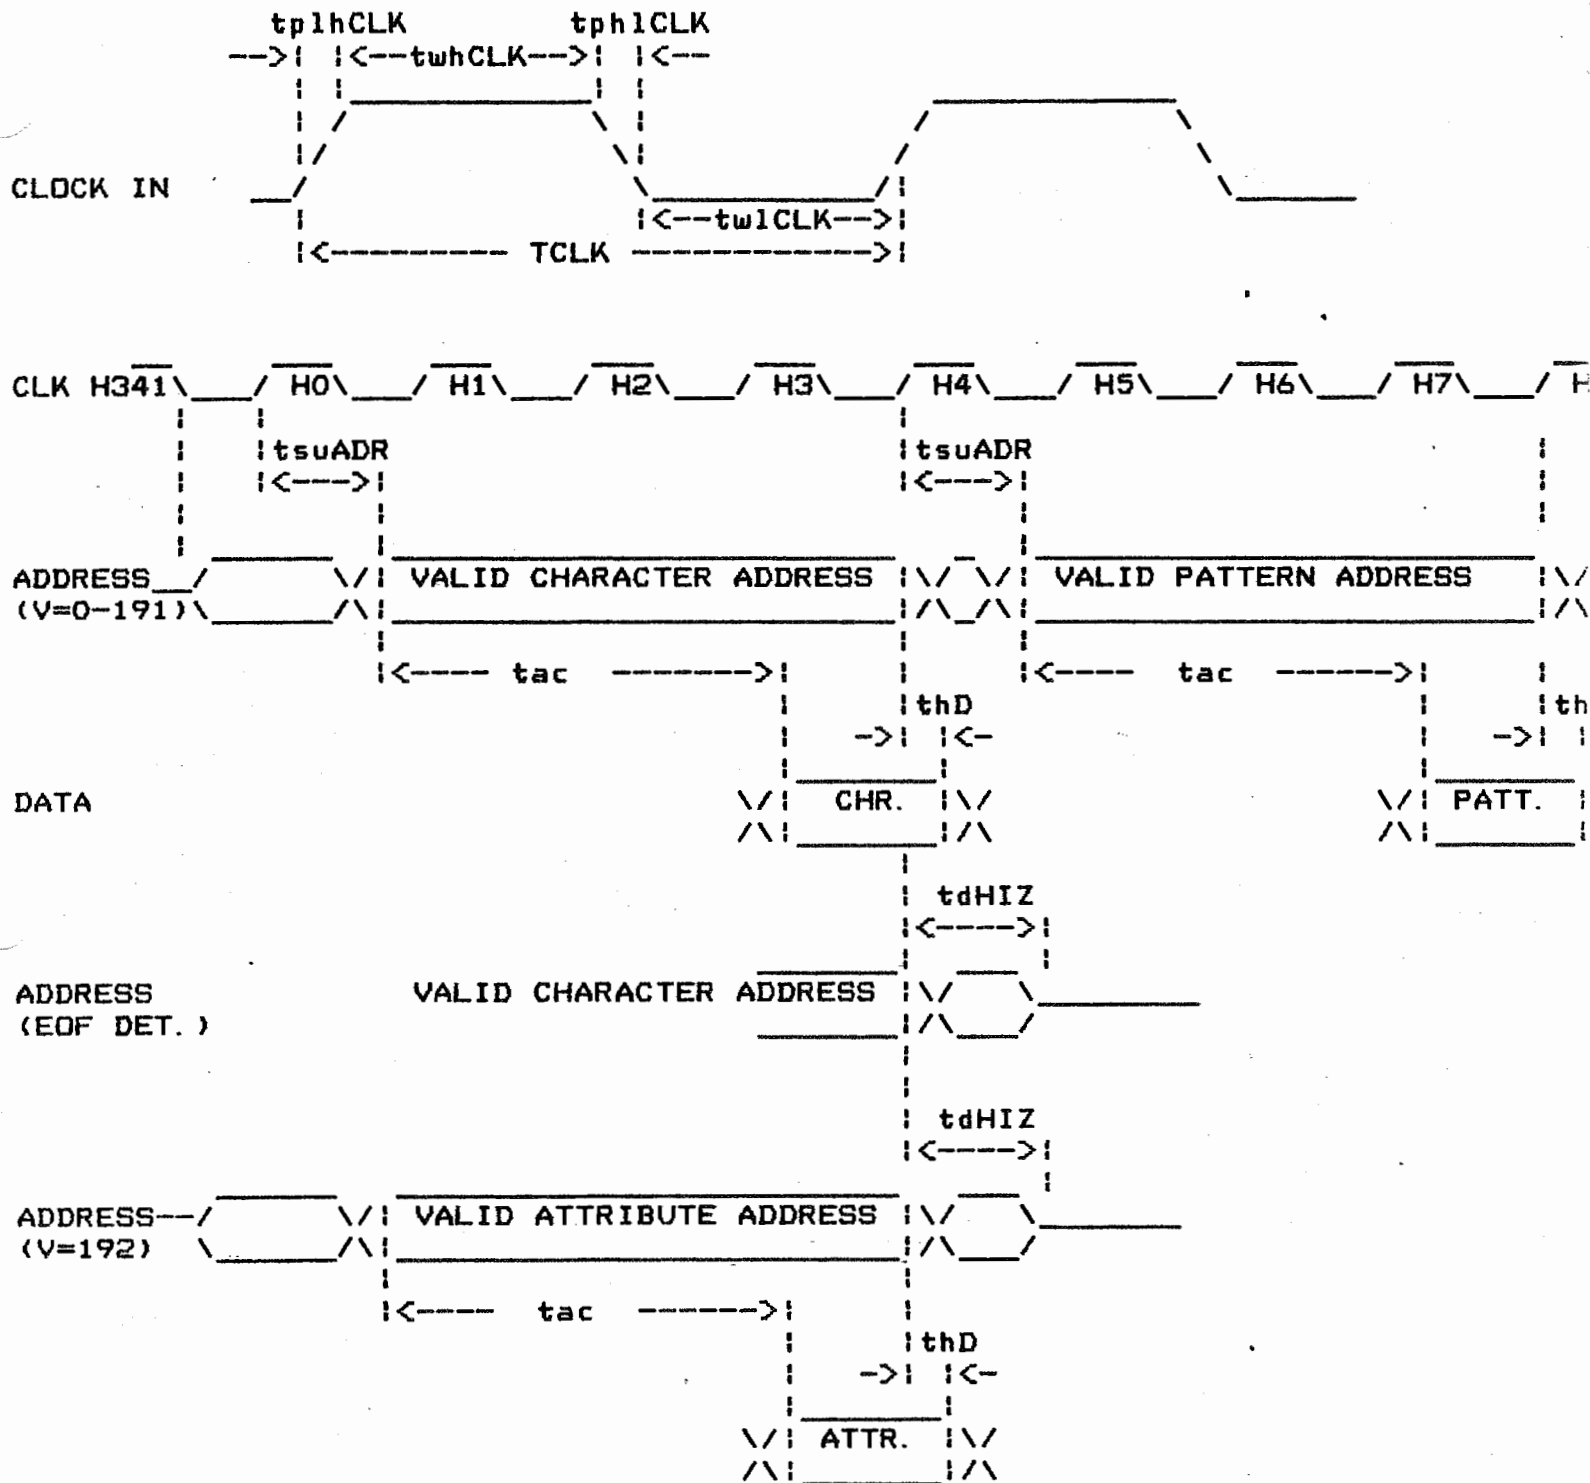 tplhCLK tphlCLK
-->¦ ¦<--twhCLK-->¦ ¦<--
CLOCK IN
¦<--twlCLK-->¦
¦<--------- TCLK ----------->¦
CLK H341 H0 H1 H2 H3 H4 H5 H6 H7
tsuADR tsuADR
¦<--->¦ ¦<--->¦
ADDRESS VALID CHARACTER ADDRESS VALID PATTERN ADDRESS
(V=0-191)
¦<---- tac ------->¦ ¦<---- tac ------>¦
thD th
->¦ ¦<- ->¦
DATA CHR. PATT.
tdHIZ
¦<---->¦
ADDRESS VALID CHARACTER ADDRESS
(EOF DET.)
tdHIZ
¦<---->¦
ADDRESS-- VALID ATTRIBUTE ADDRESS
(V=192)
¦<---- tac ------>¦
thD
->¦ ¦<-
ATTR.